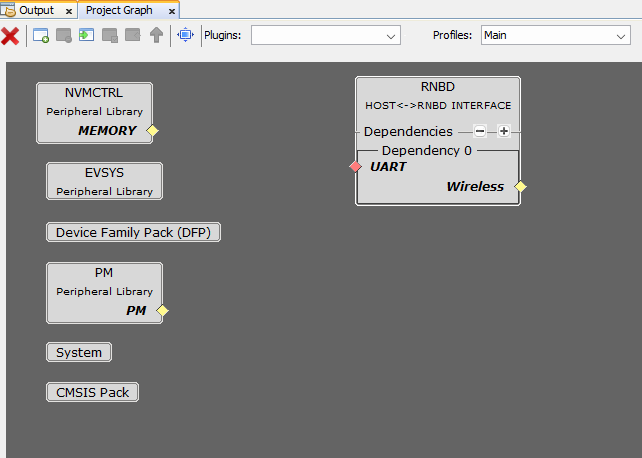 Output
Project Graph
Plugins:
Profiles: Main
NVMCTRL
Peripheral Library
MEMORY
EVSYS
Peripheral Library
Device Family Pack (DFP)
PM
Peripheral Library
PM
System
CMSIS Pack
RNBD
HOST<->RNBD INTERFACE
Dependencies
Dependency 0
UART
Wireless